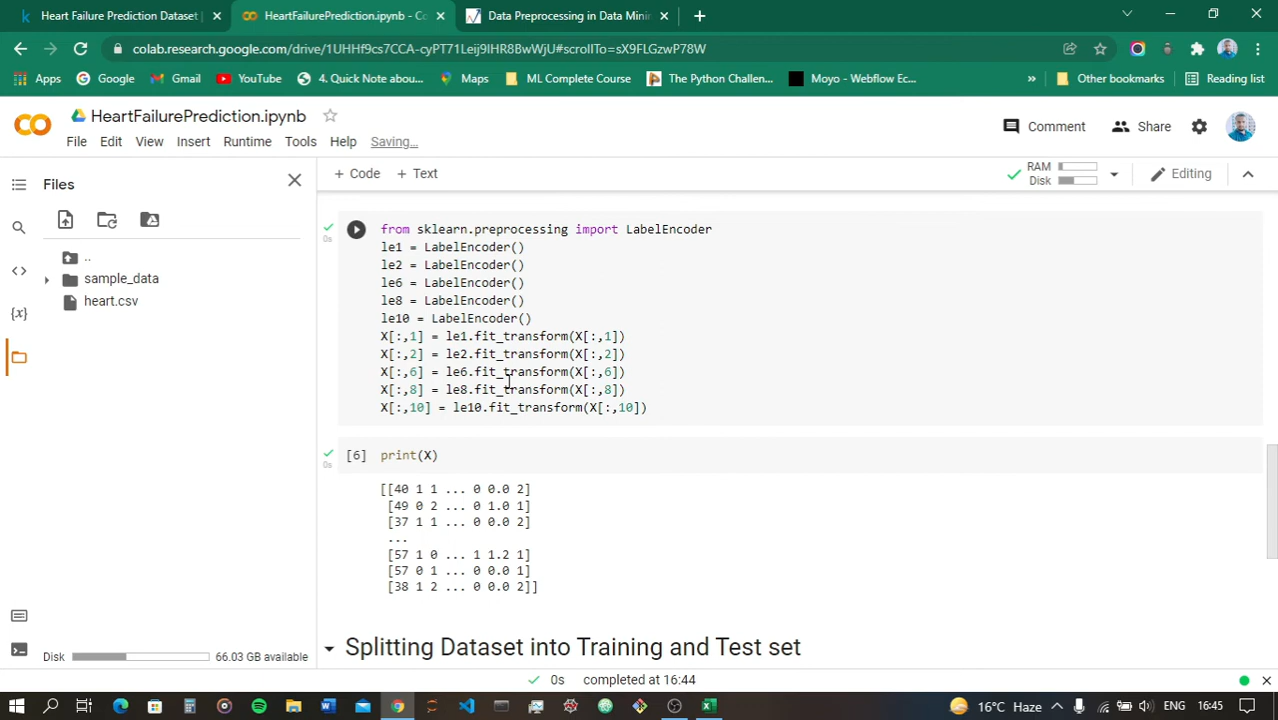 Heart Failure Prediction Dataset |
HeartFailurePrediction.ipynb - Co
Data Preprocessing in Data Minin
colab.research.google.com/drive/1UHHf9cs7CCA-cyPT71Leij9IHR8BwWjU#scrollTo=sX9FLGzwP78W
Apps
Google
Gmail
YouTube
4. Quick Note abou...
Maps
ML Complete Course
The Python Challen...
Moyo - Webflow Ec...
»
Other bookmarks
Reading list
HeartFailurePrediction.ipynb
Comment
Share
File Edit View Insert Runtime Tools Help Saving...
Files
+ Code + Text
RAM
Disk
Editing
..
sample_data
heart.csv
0s
from sklearn.preprocessing import LabelEncoder
le1 = LabelEncoder()
le2 = LabelEncoder()
le6 = LabelEncoder()
le8 = LabelEncoder()
le10 = LabelEncoder()
X[:,1] = le1.fit_transform(X[:,1])
X[:,2] = le2.fit_transform(X[:,2])
X[:,6] = le6.fit_transform(X[:,6])
X[:,8] = le8.fit_transform(X[:,8])
X[:,10] = le10.fit_transform(X[:,10])
0s
[6] print(X)
[[40 1 1 ... 0 0.0 2]
[49 0 2 ... 0 1.0 1]
[37 1 1 ... 0 0.0 2]
...
[57 1 0 ... 1 1.2 1]
[57 0 1 ... 0 0.0 1]
[38 1 2 ... 0 0.0 2]]
Splitting Dataset into Training and Test set
Disk 66.03 GB available
0s completed at 16:44
16°C Haze ENG 16:45